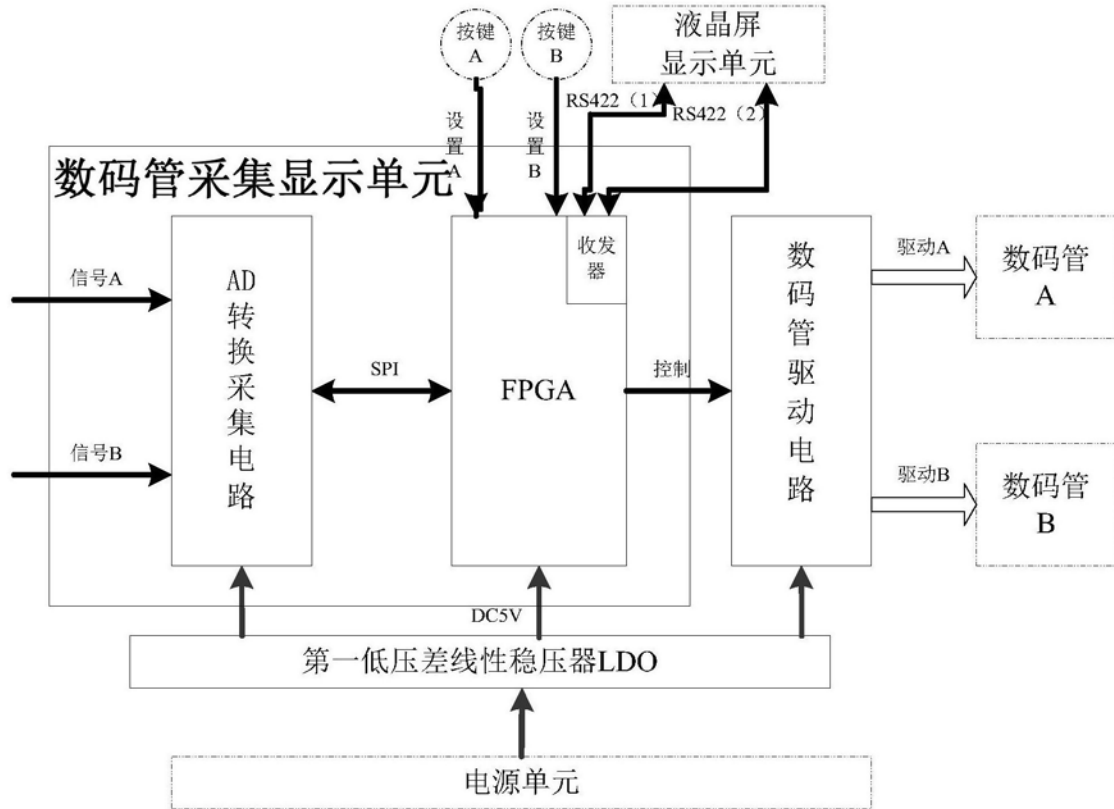 按键
A
按键
B
液晶屏
显示单元
设置A
设置B
RS422（1）
RS422（2）
数码管采集显示单元
信号A
信号B
AD转换采集电路
SPI
FPGA
收发
器
控制
数码管驱动电路
驱动A
数码管
A
驱动B
数码管
B
DC5V
第一低压差线性稳压器LDO
电源单元